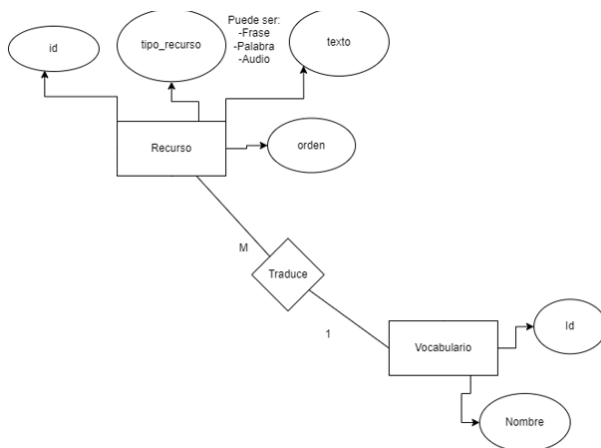 Puede ser:
-Frase
-Palabra
-Audio
id
tipo_recurso
texto
Recurso
orden
M
Traduce
1
Vocabulario
Id
Nombre